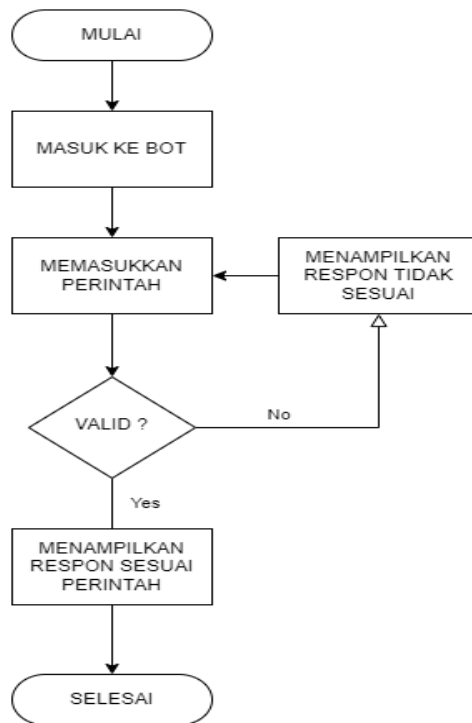 MULAI
MASUK KE BOT
MEMASUKKAN
PERINTAH
MENAMPILKAN
RESPON TIDAK
SESUAI
VALID ?
No
Yes
MENAMPILKAN
RESPON SESUAI
PERINTAH
SELESAI